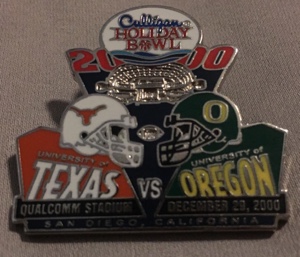 Culligan
HOLIDAY
BOWL
2000
O
UNIVERSITY of
TEXAS
VS
UNIVERSITY of
OREGON
QUALCOMM STADIUM
DECEMBER 29, 2000
SAN DIEGO, CALIFORNIA